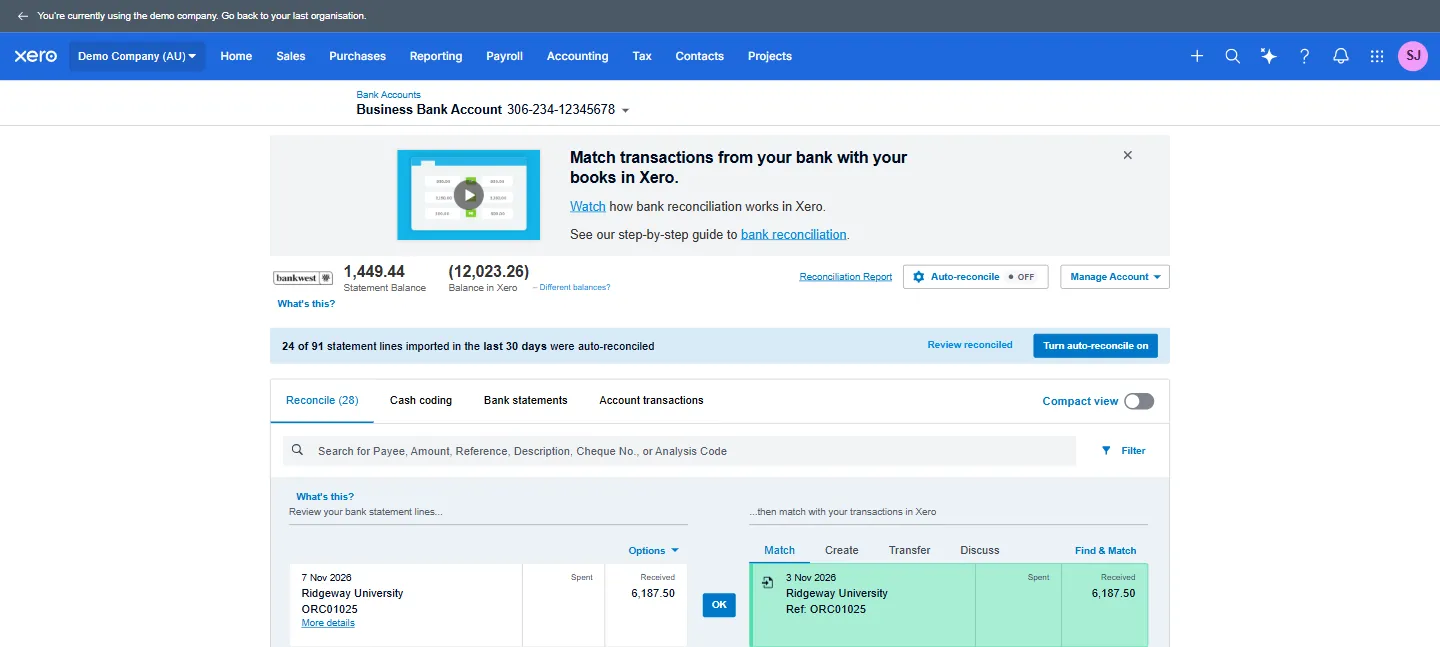 You're currently using the demo company. Go back to your last organisation.
xero Demo Company (AU) Home Sales Purchases Reporting Payroll Accounting Tax Contacts Projects SJ
Bank Accounts
Business Bank Account 306-234-12345678
Match transactions from your bank with your
books in Xero.
Watch how bank reconciliation works in Xero.
See our step-by-step guide to bank reconciliation.
bankwest
1,449.44
Statement Balance
(12,023.26)
Balance in Xero
– Different balances?
Reconciliation Report
Auto-reconcile OFF
Manage Account
What's this?
24 of 91 statement lines imported in the last 30 days were auto-reconciled
Review reconciled
Turn auto-reconcile on
Reconcile (28) Cash coding Bank statements Account transactions
Compact view
Search for Payee, Amount, Reference, Description, Cheque No., or Analysis Code
Filter
What's this?
Review your bank statement lines...
...then match with your transactions in Xero
Options
Match Create Transfer Discuss Find & Match
7 Nov 2026
Ridgeway University
ORC01025
More details
Spent
Received
6,187.50
OK
3 Nov 2026
Ridgeway University
Ref: ORC01025
Spent
Received
6,187.50